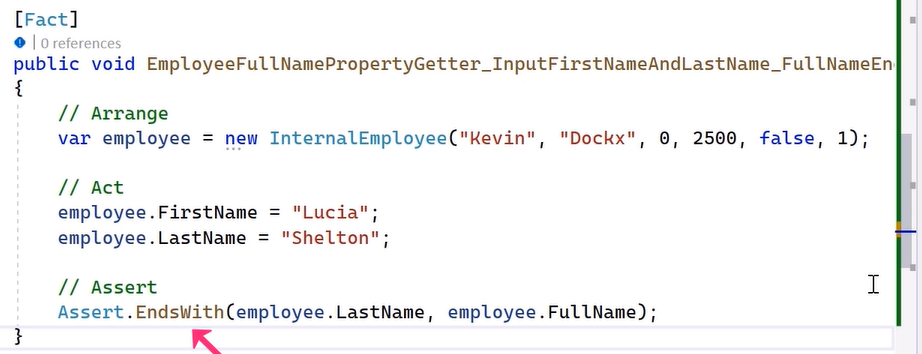 [Fact]
| 0 references
public void EmployeeFullNamePropertyGetter_InputFirstNameAndLastName_FullNameEn
{
// Arrange
var employee = new InternalEmployee("Kevin", "Dockx", 0, 2500, false, 1);
// Act
employee.FirstName = "Lucia";
employee.LastName = "Shelton";
// Assert
Assert.EndsWith(employee.LastName, employee.FullName);
}